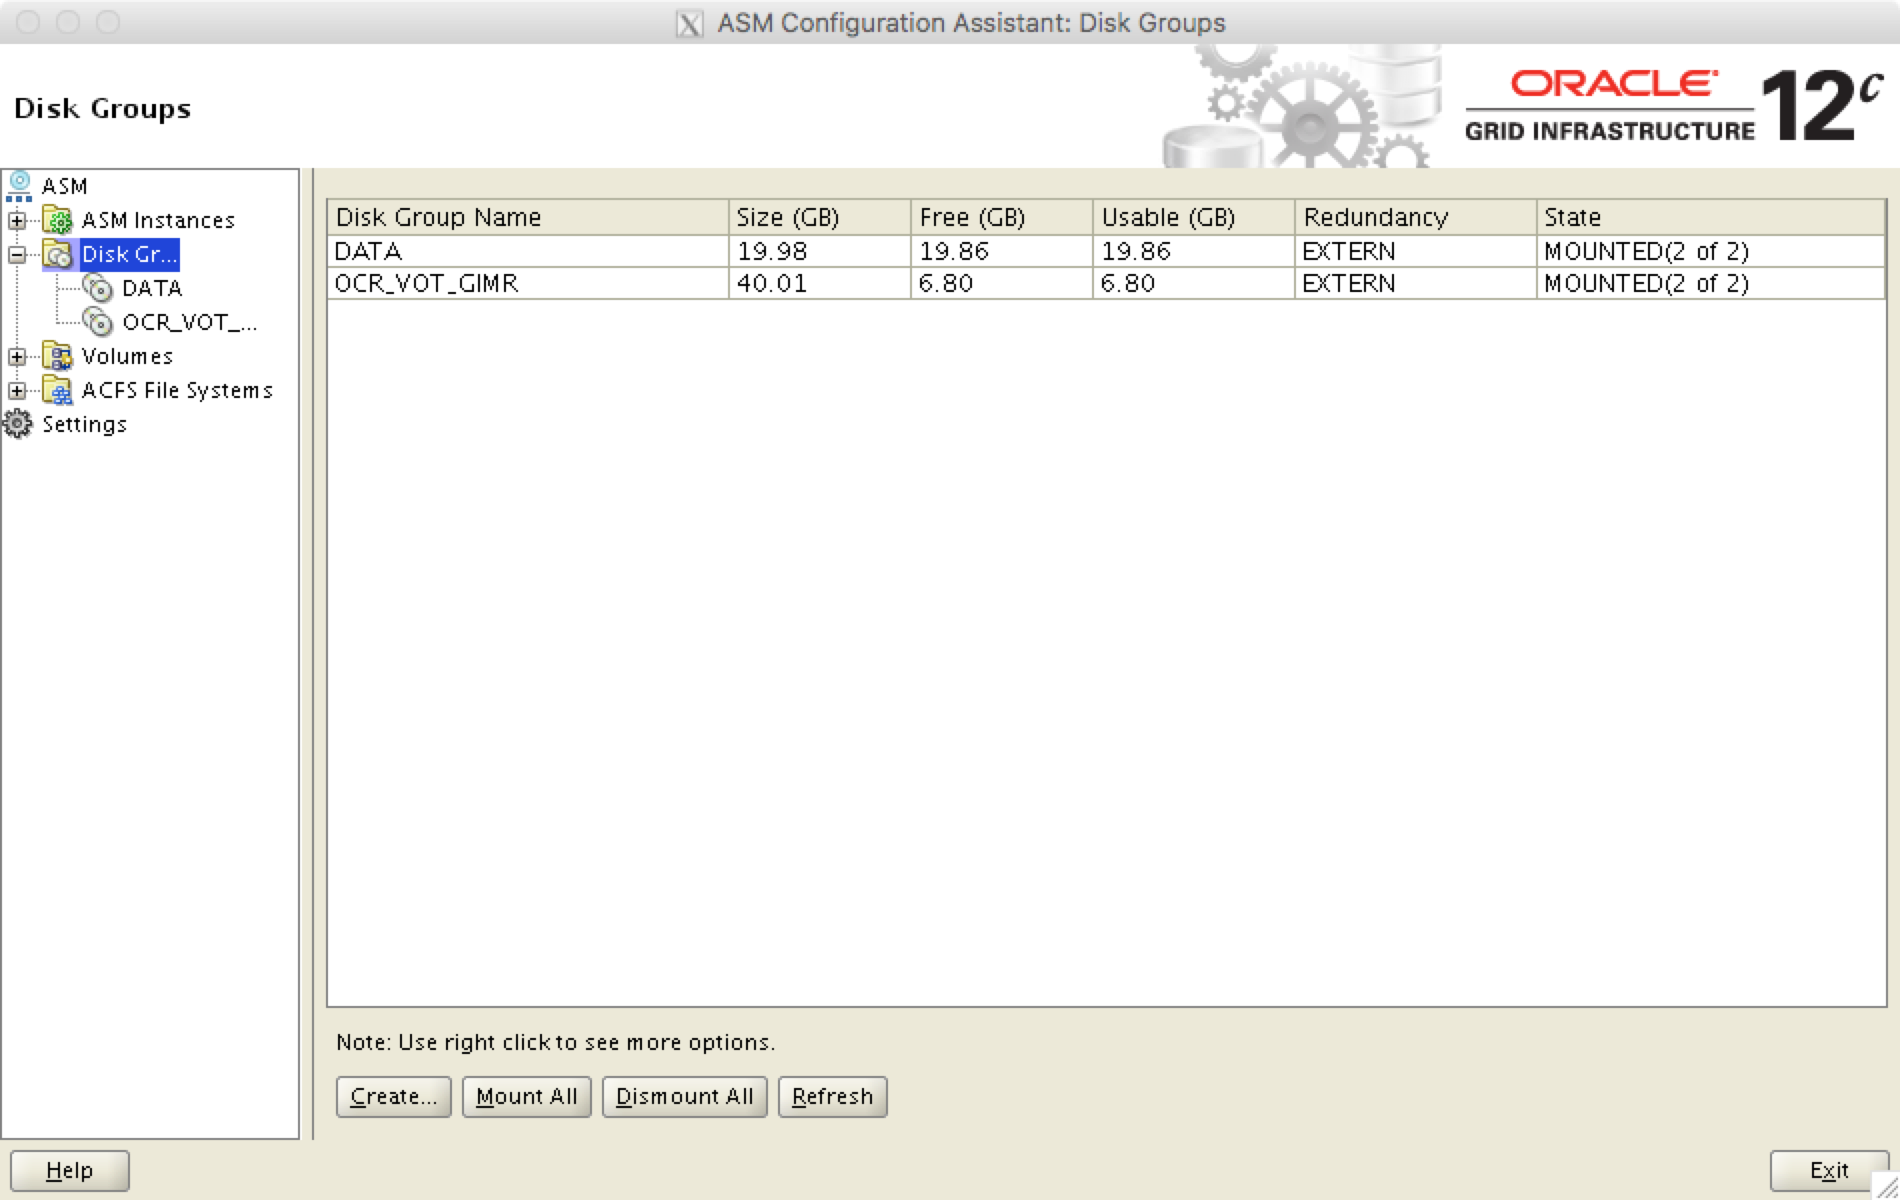 ASM Configuration Assistant: Disk Groups
Disk Groups
ORACLE
GRID INFRASTRUCTURE
12c
ASM
ASM Instances
Disk Gr...
DATA
OCR_VOT_...
Volumes
ACFS File Systems
Settings
Disk Group Name Size (GB) Free (GB) Usable (GB) Redundancy State
DATA 19.98 19.86 19.86 EXTERN MOUNTED(2 of 2)
OCR_VOT_GIMR 40.01 6.80 6.80 EXTERN MOUNTED(2 of 2)
Note: Use right click to see more options.
Create... Mount All Dismount All Refresh
Help Exit